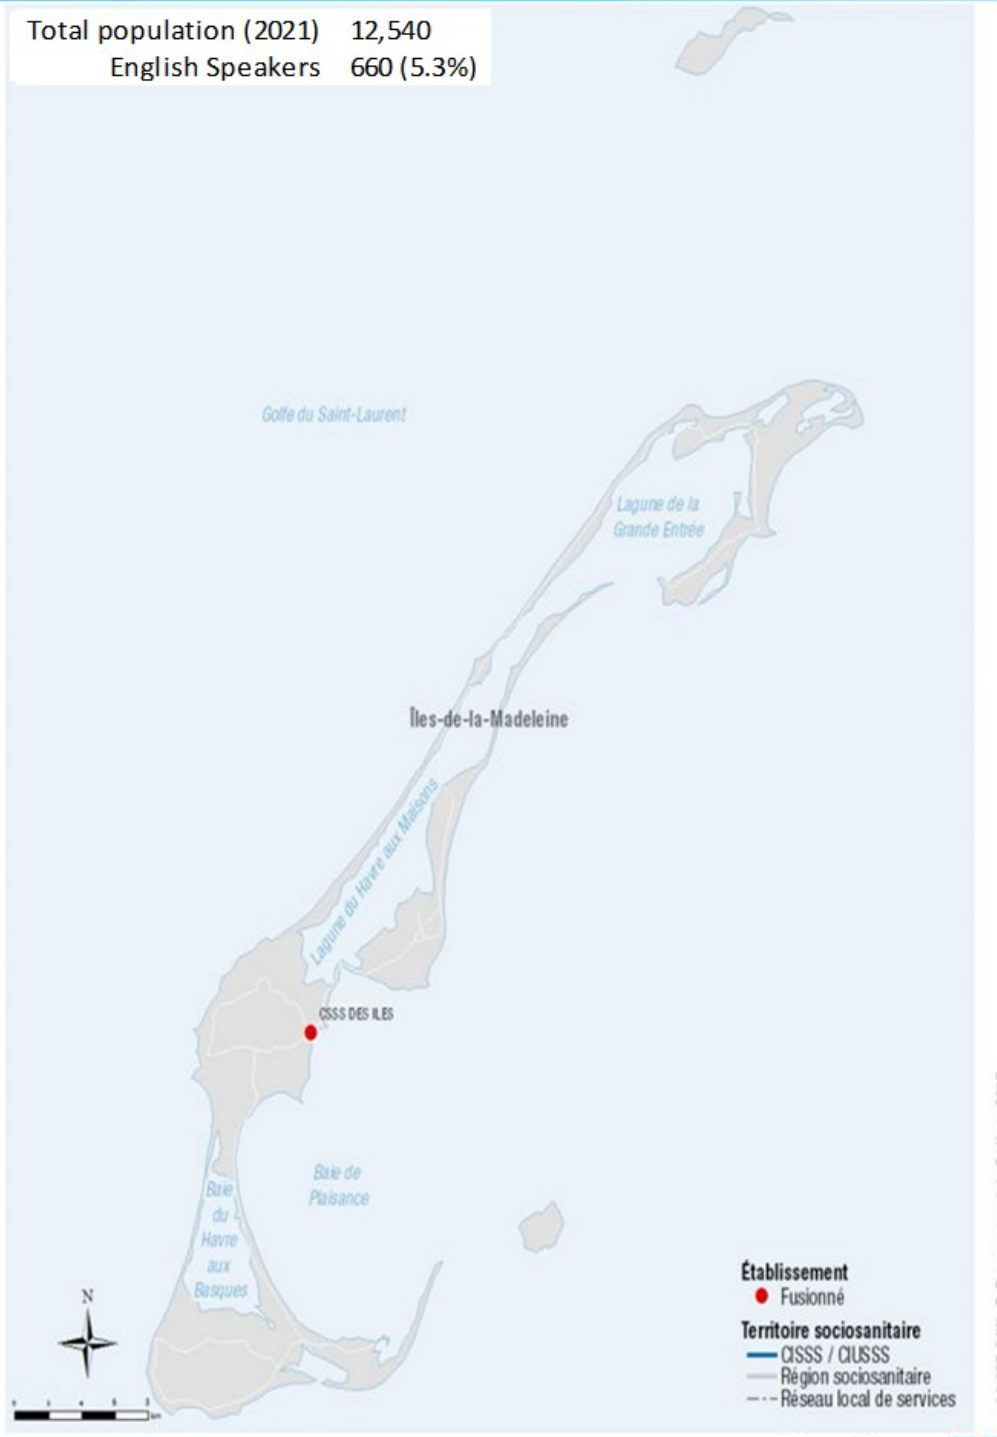 Total population (2021) 12,540
English Speakers 660 (5.3%)
Golfe du Saint-Laurent
Lagune de la
Grande Entrée
Îles-de-la-Madeleine
Lagune du Havre aux Maisons
CSSS DES ILES
Baie de
Plaisance
Baie
du
Havre
aux
Basques
N
Établissement
Fusionné
Territoire sociosanitaire
CISSS / CIUSSS
Région sociosanitaire
Réseau local de services